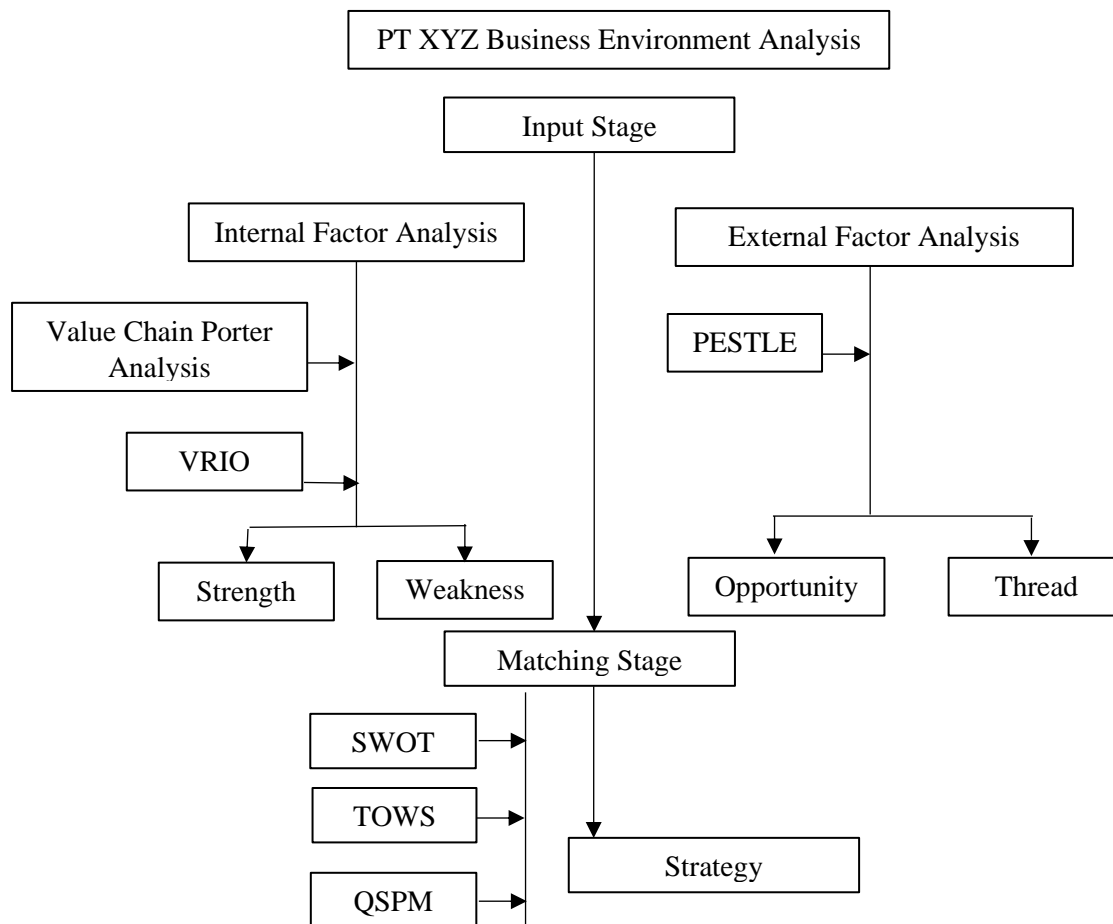 PT XYZ Business Environment Analysis
Input Stage
Internal Factor Analysis
External Factor Analysis
Value Chain Porter
Analysis
PESTLE
VRIO
Strength
Weakness
Opportunity
Thread
Matching Stage
SWOT
TOWS
Strategy
QSPM